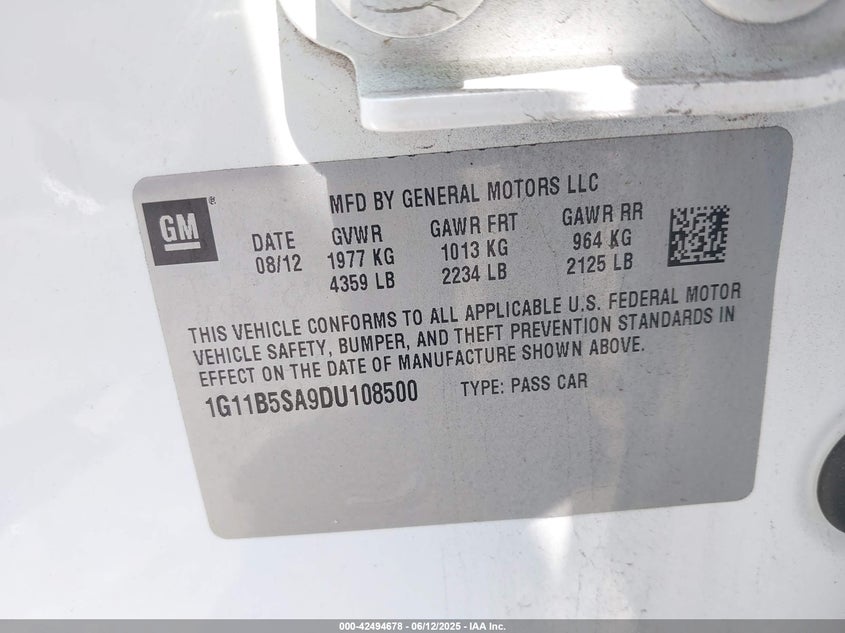 MFD BY GENERAL MOTORS LLC
GM®
DATE GVWR GAWR FRT GAWR RR
08/12 1977 KG 1013 KG 964 KG
4359 LB 2234 LB 2125 LB
THIS VEHICLE CONFORMS TO ALL APPLICABLE U.S. FEDERAL MOTOR
VEHICLE SAFETY, BUMPER, AND THEFT PREVENTION STANDARDS IN
EFFECT ON THE DATE OF MANUFACTURE SHOWN ABOVE.
1G11B5SA9DU108500 TYPE: PASS CAR
000-42494678 - 06/12/2025 - IAA Inc.